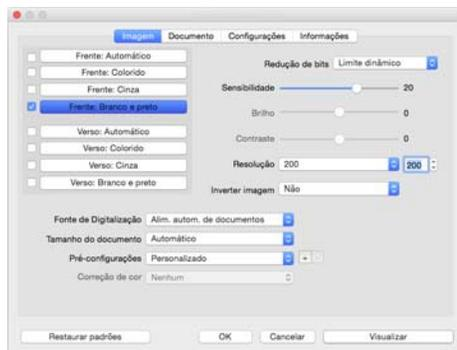 Imagem Documento Configurações Informações
Frente: Automático
Frente: Colorido
Frente: Cinza
Frente: Branco e preto
Verso: Automático
Verso: Colorido
Verso: Cinza
Verso: Branco e preto
Redução de bits Limite dinâmico
Sensibilidade 20
Brilho 0
Contraste 0
Resolução 200 200
Inverter imagem Não
Fonte de Digitalização Alim. autom. de documentos
Tamanho do documento Automático
Pré-configurações Personalizado + -
Correção de cor Nenhum
Restaurar padrões OK Cancelar Visualizar